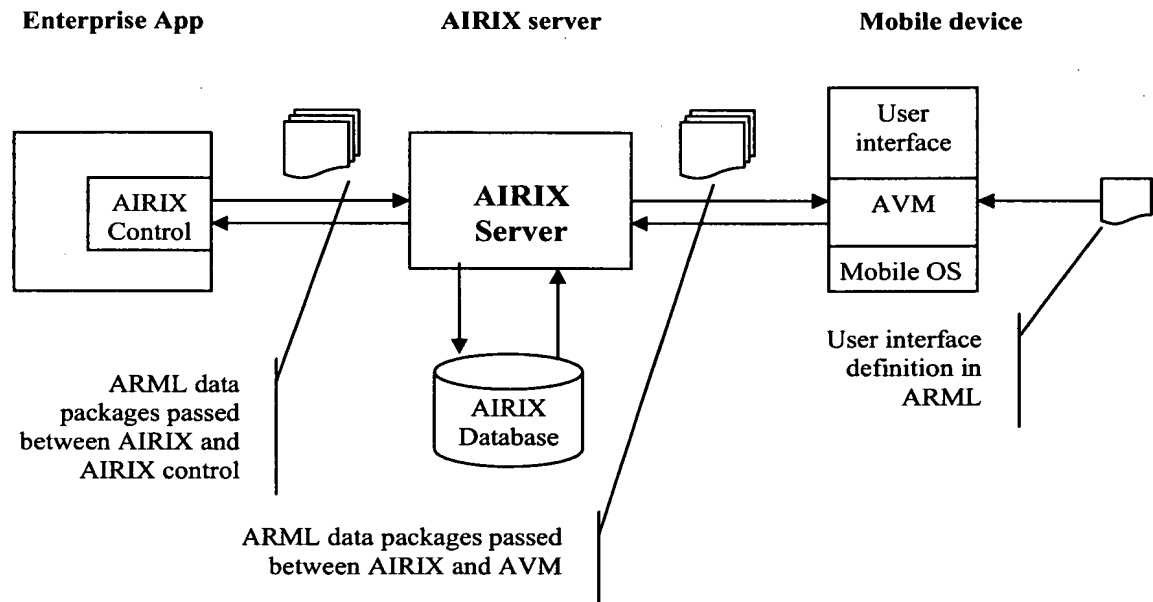 Enterprise App
AIRIX server
Mobile device
AIRIX
Control
AIRIX
Server
User
interface
AVM
Mobile OS
AIRIX
Database
ARML data
packages passed
between AIRIX and
AIRIX control
ARML data packages passed
between AIRIX and AVM
User interface
definition in
ARML